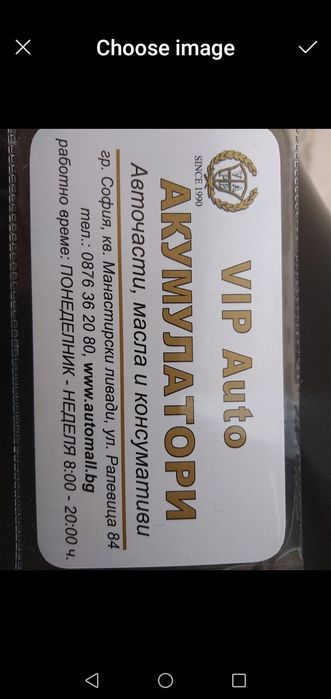 Choose image
VIP Auto
SINCE 1990
АКУМУЛАТОРИ
Авточасти, масла и консумативи
гр. София, кв. Манастирски ливади, ул. Ралевица 84
тел.: 0876 36 20 80, www.automall.bg
работно време: ПОНЕДЕЛНИК - НЕДЕЛЯ 8:00 - 20:00 ч.